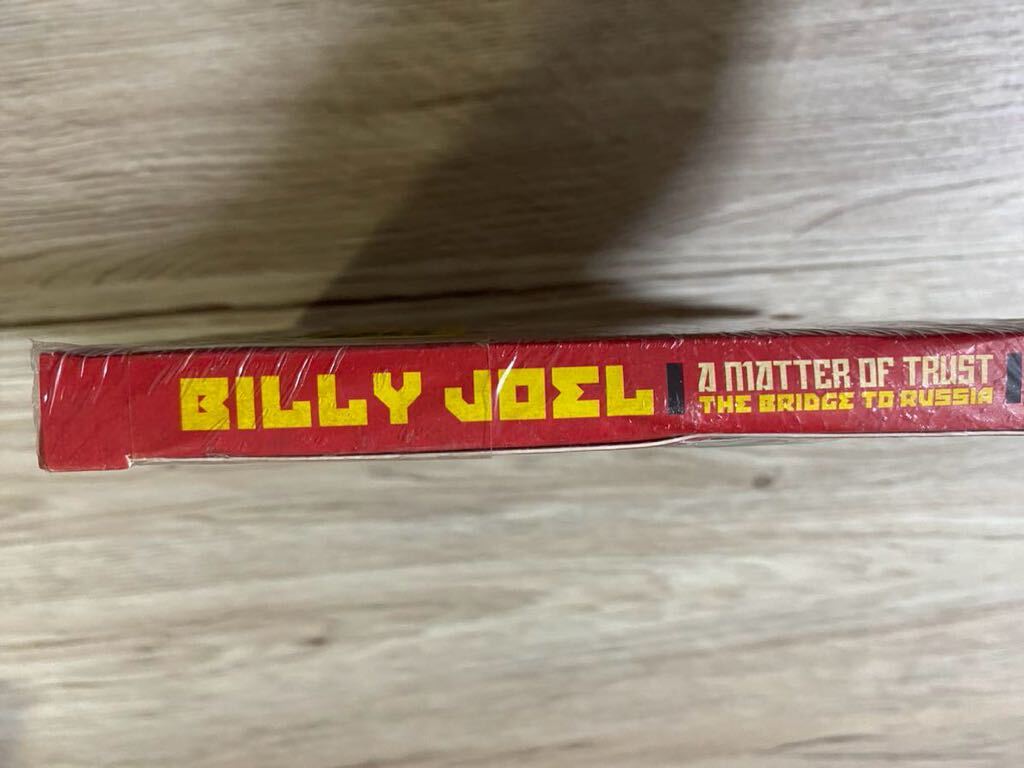 BILLY JOEL
A MATTER OF TRUST
THE BRIDGE TO RUSSIA